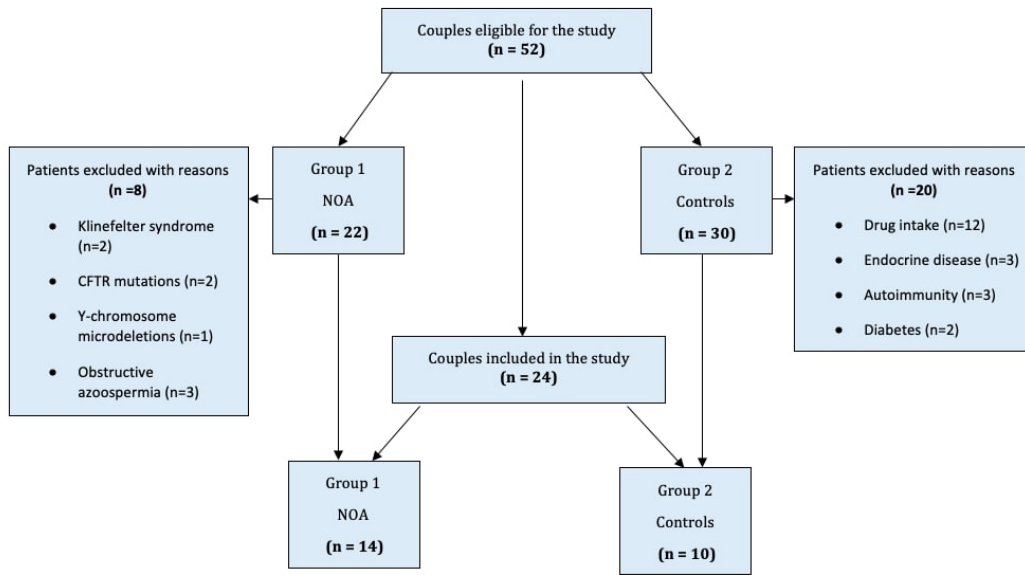 Couples eligible for the study
(n = 52)
Group 1
NOA
(n = 22)
Group 2
Controls
(n = 30)
Patients excluded with reasons
(n =8)
• Klinefelter syndrome
(n=2)
• CFTR mutations (n=2)
• Y-chromosome
microdeletions (n=1)
• Obstructive
azoospermia (n=3)
Patients excluded with reasons
(n =20)
• Drug intake (n=12)
• Endocrine disease (n=3)
• Autoimmunity (n=3)
• Diabetes (n=2)
Couples included in the study
(n = 24)
Group 1
NOA
(n = 14)
Group 2
Controls
(n = 10)